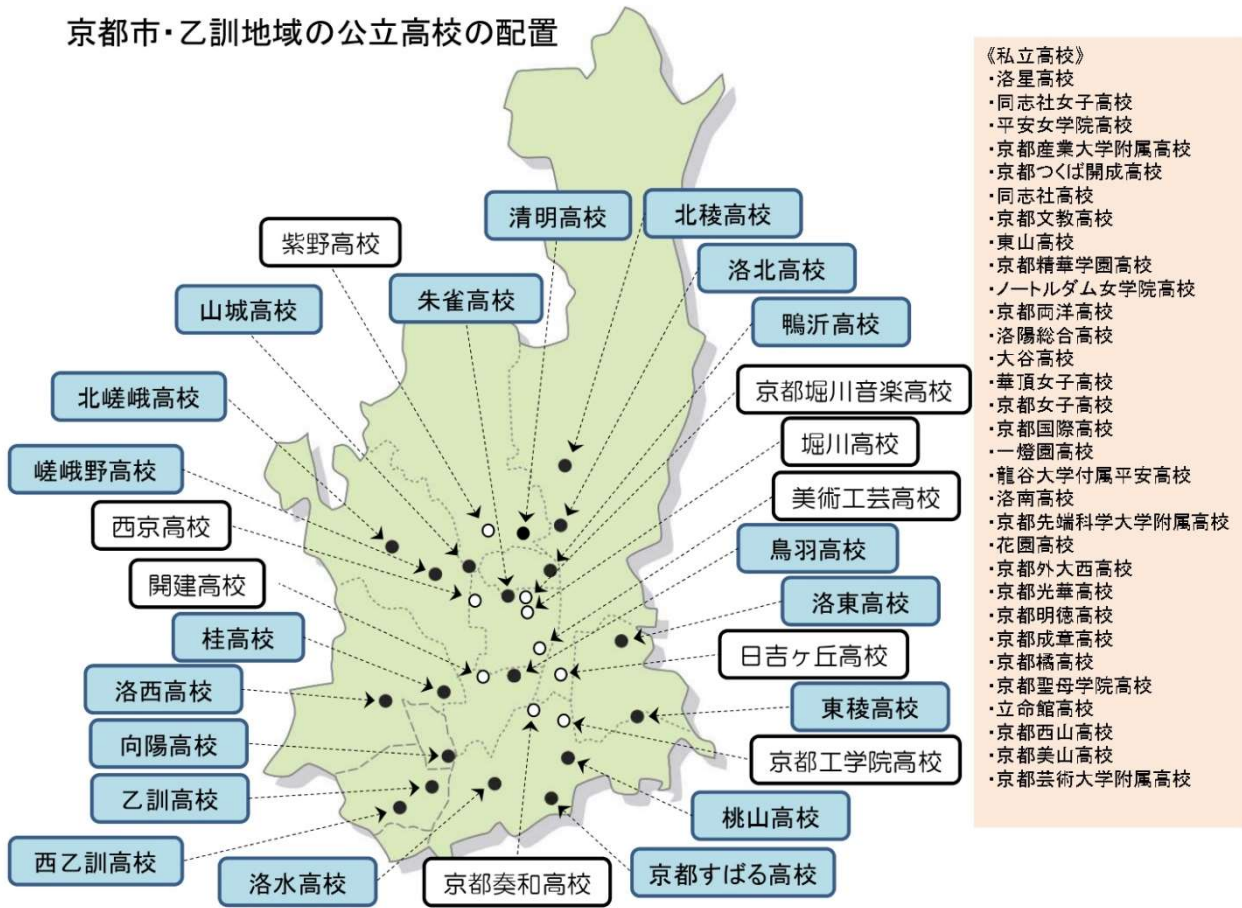 京都市・乙訓地域の公立高校の配置
清明高校
北稜高校
紫野高校
洛北高校
山城高校
朱雀高校
鴨沂高校
北嵯峨高校
京都堀川音楽高校
堀川高校
嵯峨野高校
美術工芸高校
西京高校
鳥羽高校
開建高校
洛東高校
桂高校
日吉ヶ丘高校
洛西高校
東稜高校
向陽高校
京都工学院高校
乙訓高校
桃山高校
西乙訓高校
洛水高校
京都奏和高校
京都すばる高校
《私立高校》
・洛星高校
・同志社女子高校
・平安女学院高校
・京都産業大学附属高校
・京都つくば開成高校
・同志社高校
・京都文教高校
・東山高校
・京都精華学園高校
・ノートルダム女学院高校
・京都両洋高校
・洛陽総合高校
・大谷高校
・華頂女子高校
・京都女子高校
・京都国際高校
・一燈園高校
・龍谷大学付属平安高校
・洛南高校
・京都先端科学大学附属高校
・花園高校
・京都外大西高校
・京都光華高校
・京都明徳高校
・京都成章高校
・京都橘高校
・京都聖母学院高校
・立命館高校
・京都西山高校
・京都美山高校
・京都芸術大学附属高校